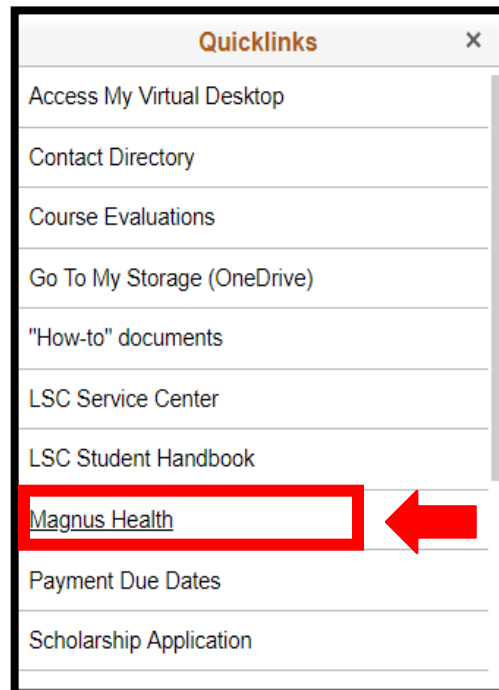 Quicklinks ×
Access My Virtual Desktop
Contact Directory
Course Evaluations
Go To My Storage (OneDrive)
"How-to" documents
LSC Service Center
LSC Student Handbook
Magnus Health
Payment Due Dates
Scholarship Application